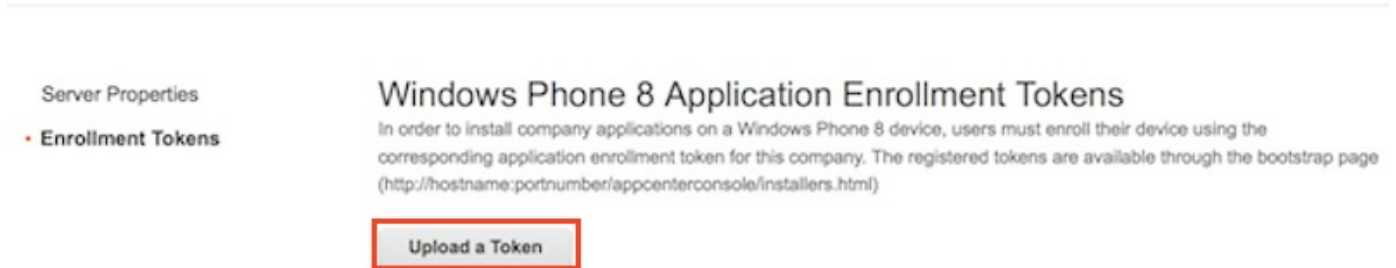 Server Properties
Enrollment Tokens
Windows Phone 8 Application Enrollment Tokens
In order to install company applications on a Windows Phone 8 device, users must enroll their device using the
corresponding application enrollment token for this company. The registered tokens are available through the bootstrap page
(http://hostname:portnumber/appcenterconsole/installers.html)
Upload a Token